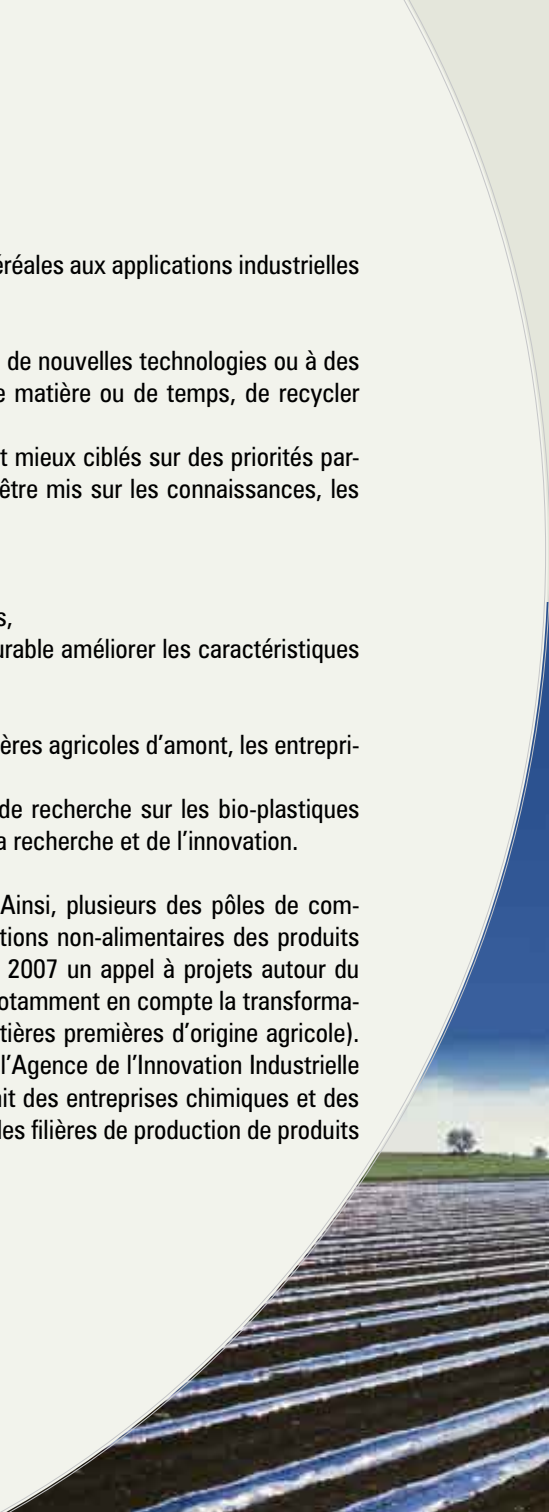 éréales aux applications industrielles
de nouvelles technologies ou à des
e matière ou de temps, de recycler
t mieux ciblés sur des priorités par-
être mis sur les connaissances, les
s,
urable améliorer les caractéristiques
ères agricoles d'amont, les entrepri-
de recherche sur les bio-plastiques
a recherche et de l'innovation.
Ainsi, plusieurs des pôles de com-
tions non-alimentaires des produits
2007 un appel à projets autour du
otamment en compte la transforma-
tières premières d'origine agricole).
l'Agence de l'Innovation Industrielle
it des entreprises chimiques et des
les filières de production de produits